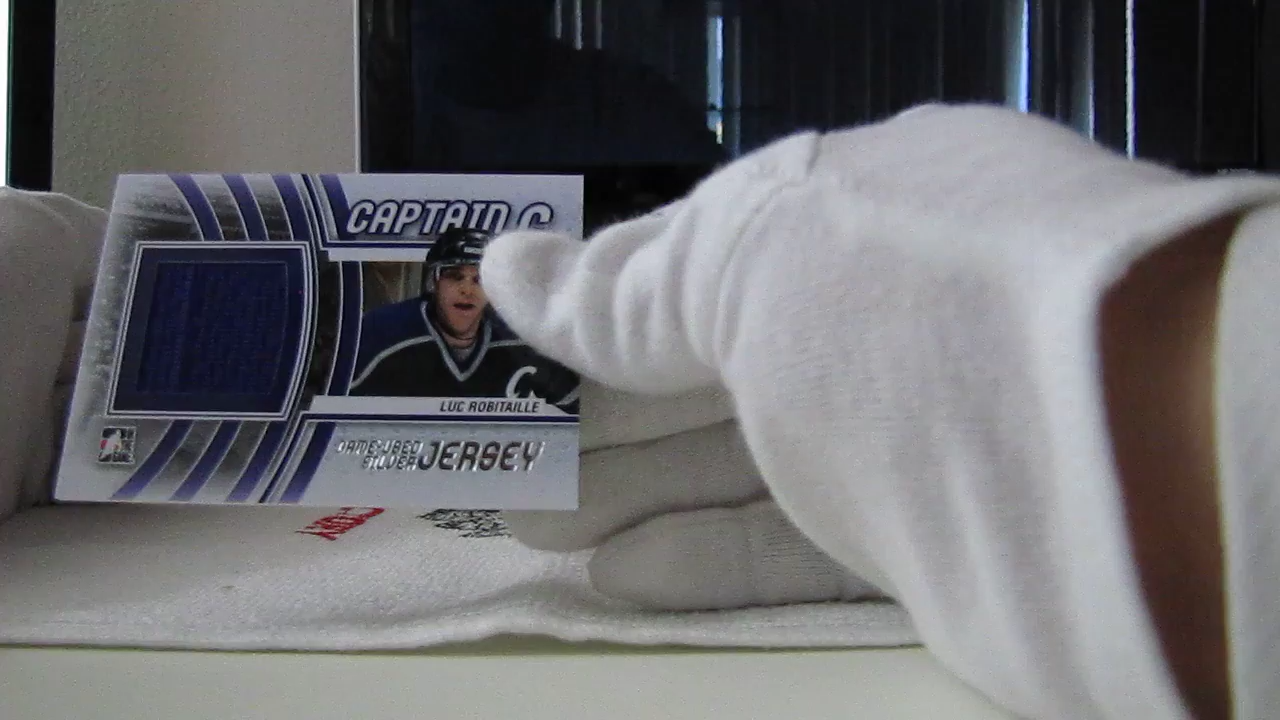 CAPTAIN C
C
LUC ROBITAILLE
GAME-USED
SILVER JERSEY